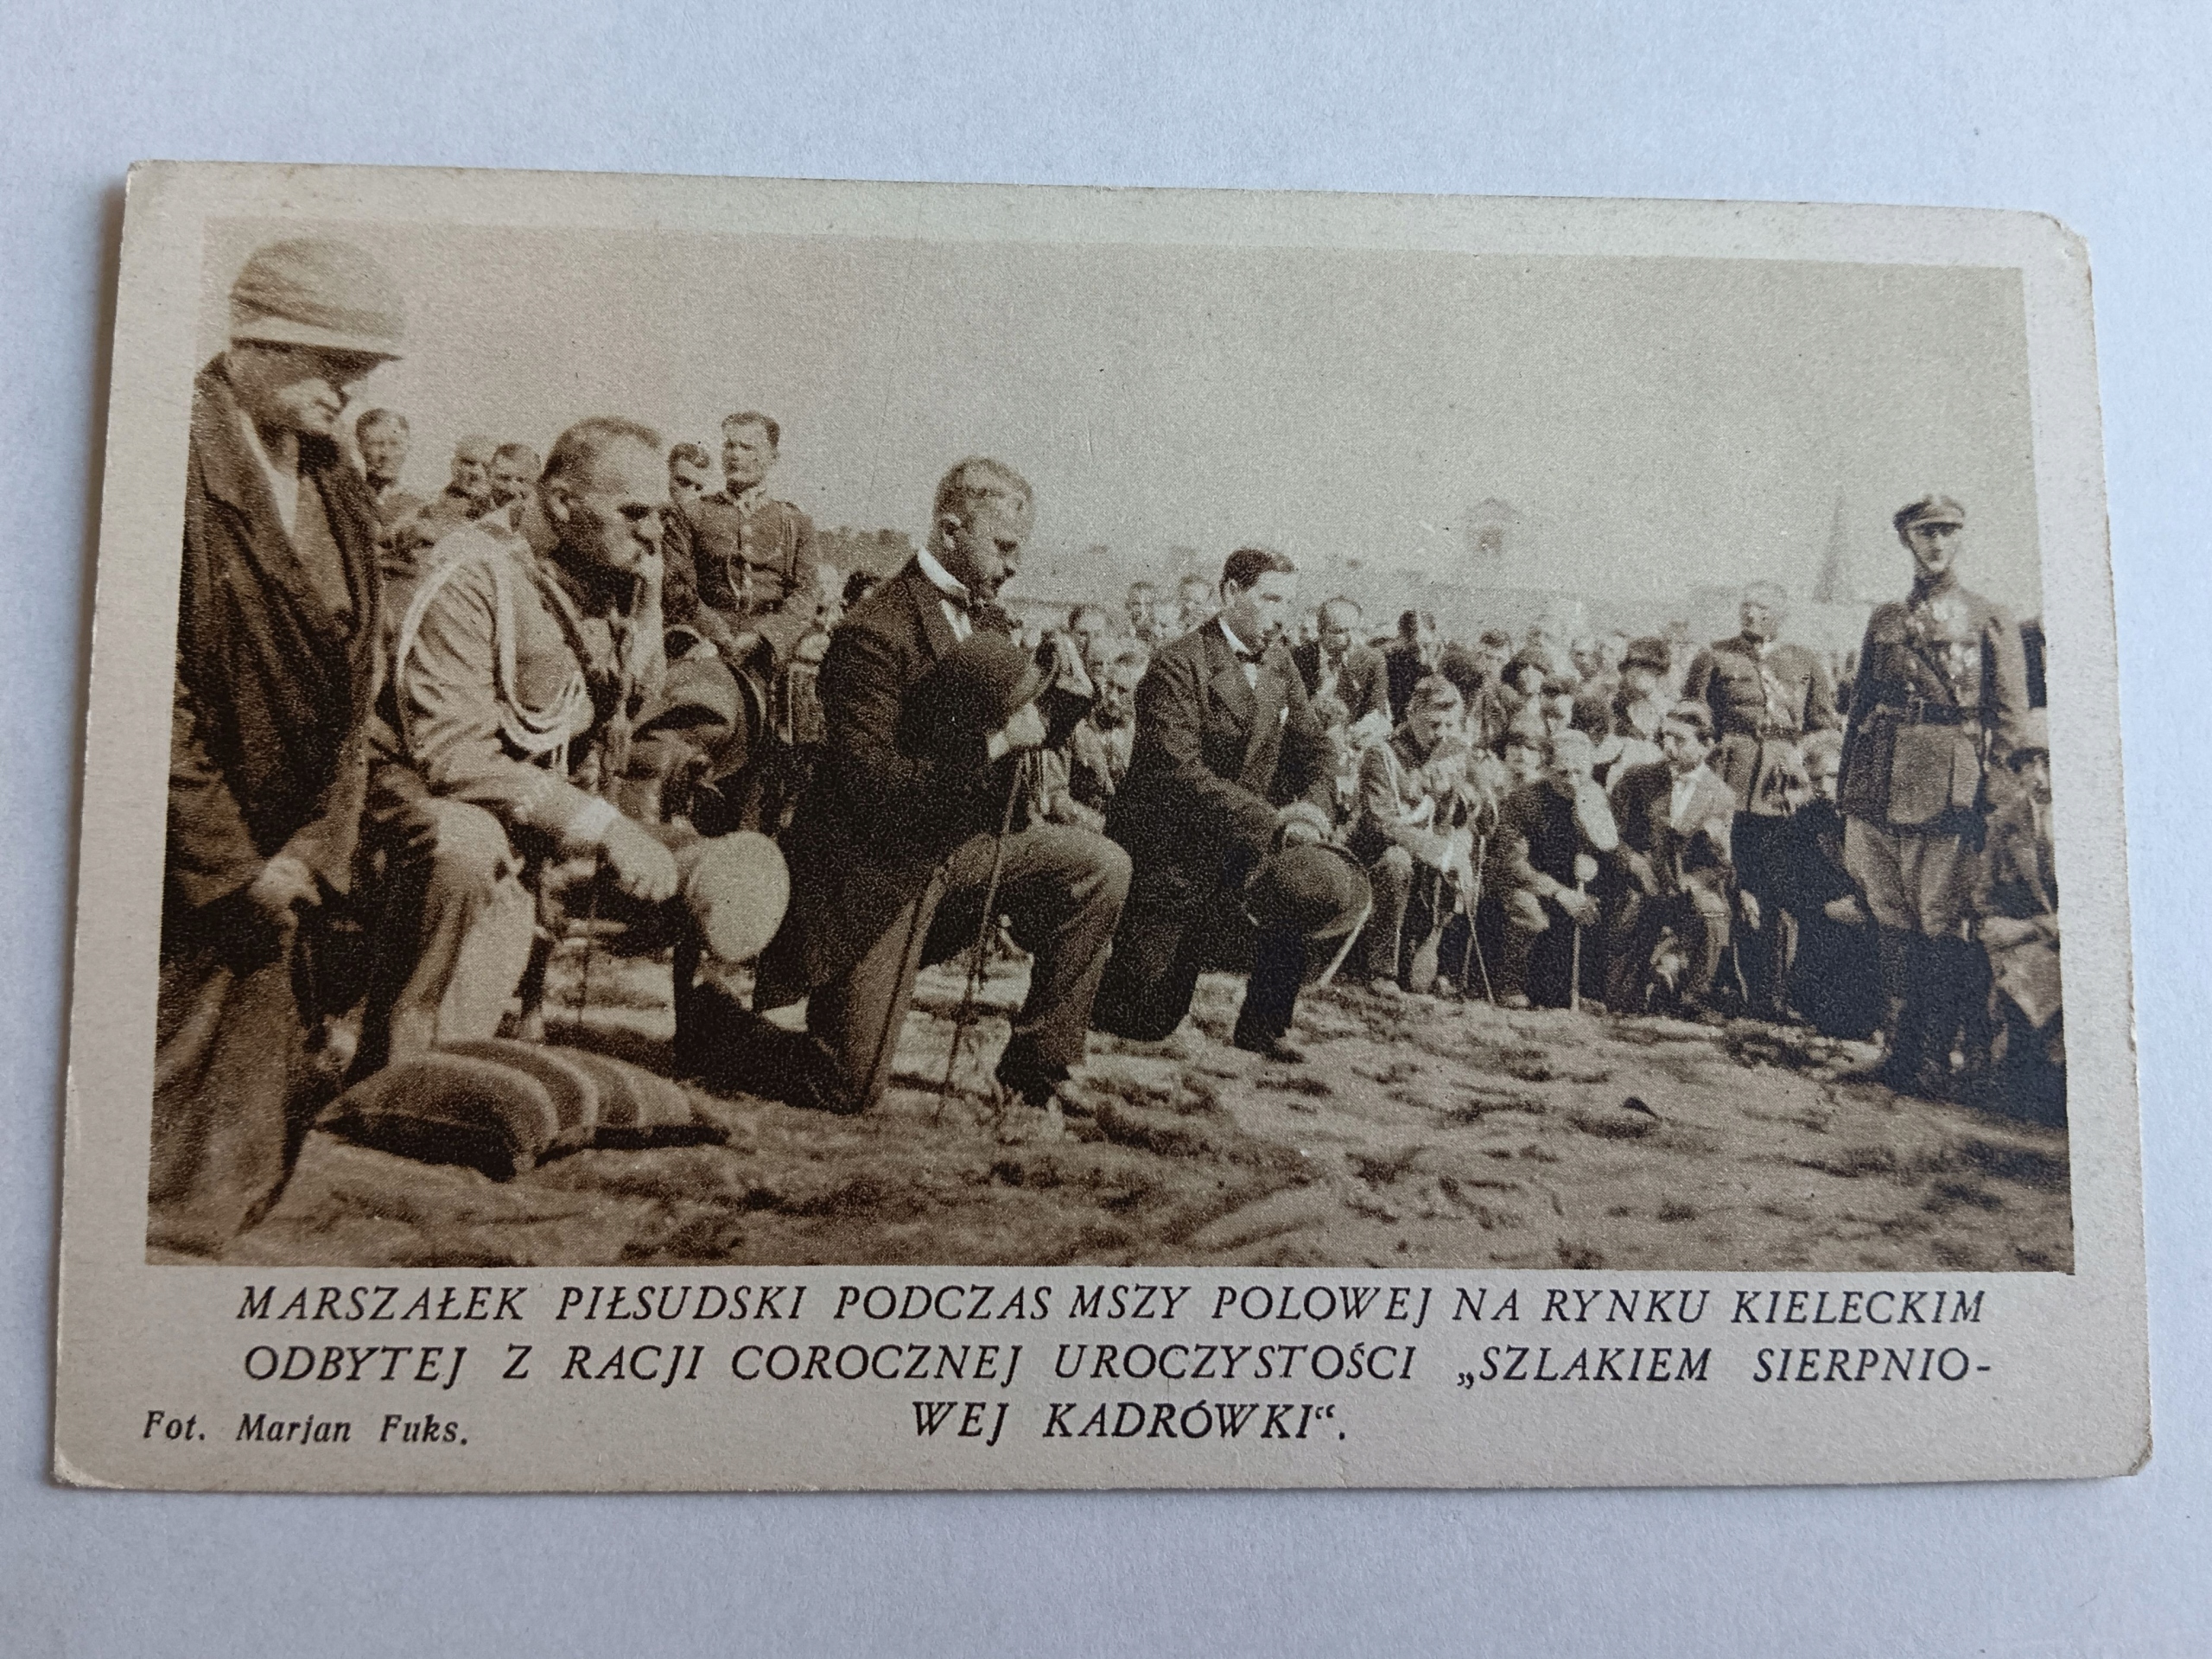 MARSZAŁEK PIŁSUDSKI PODCZAS MSZY POLOWEJ NA RYNKU KIELECKIM
ODBYTEJ Z RACJI COROCZNEJ UROCZYSTOŚCI „SZLAKIEM SIERPNIO-
WEJ KADRÓWKI“.
Fot. Marjan Fuks.